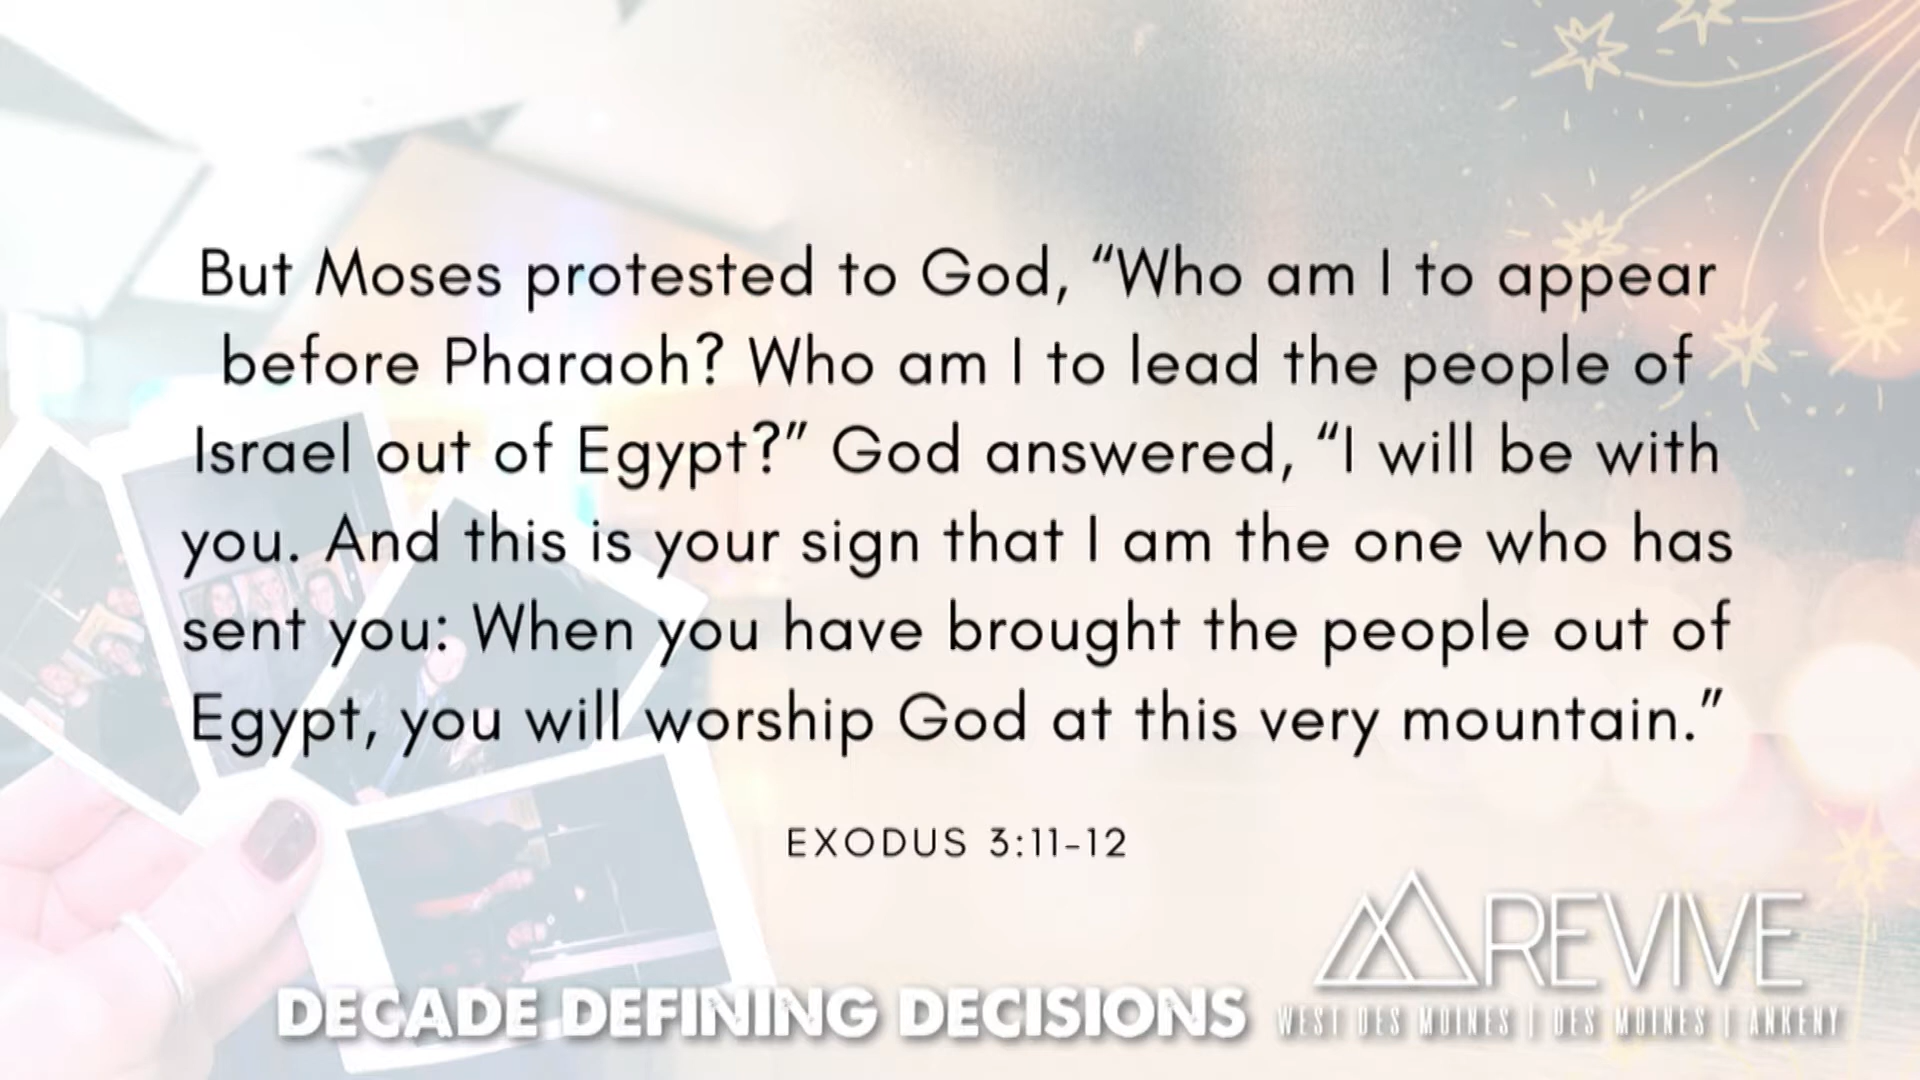 But Moses protested to God, “Who am I to appear
before Pharaoh? Who am I to lead the people of
Israel out of Egypt?” God answered, “I will be with
you. And this is your sign that I am the one who has
sent you: When you have brought the people out of
Egypt, you will worship God at this very mountain.”
EXODUS 3:11-12
REVIVE
DECADE DEFINING DECISIONS
WEST DES MOINES | DES MOINES | ANKENY